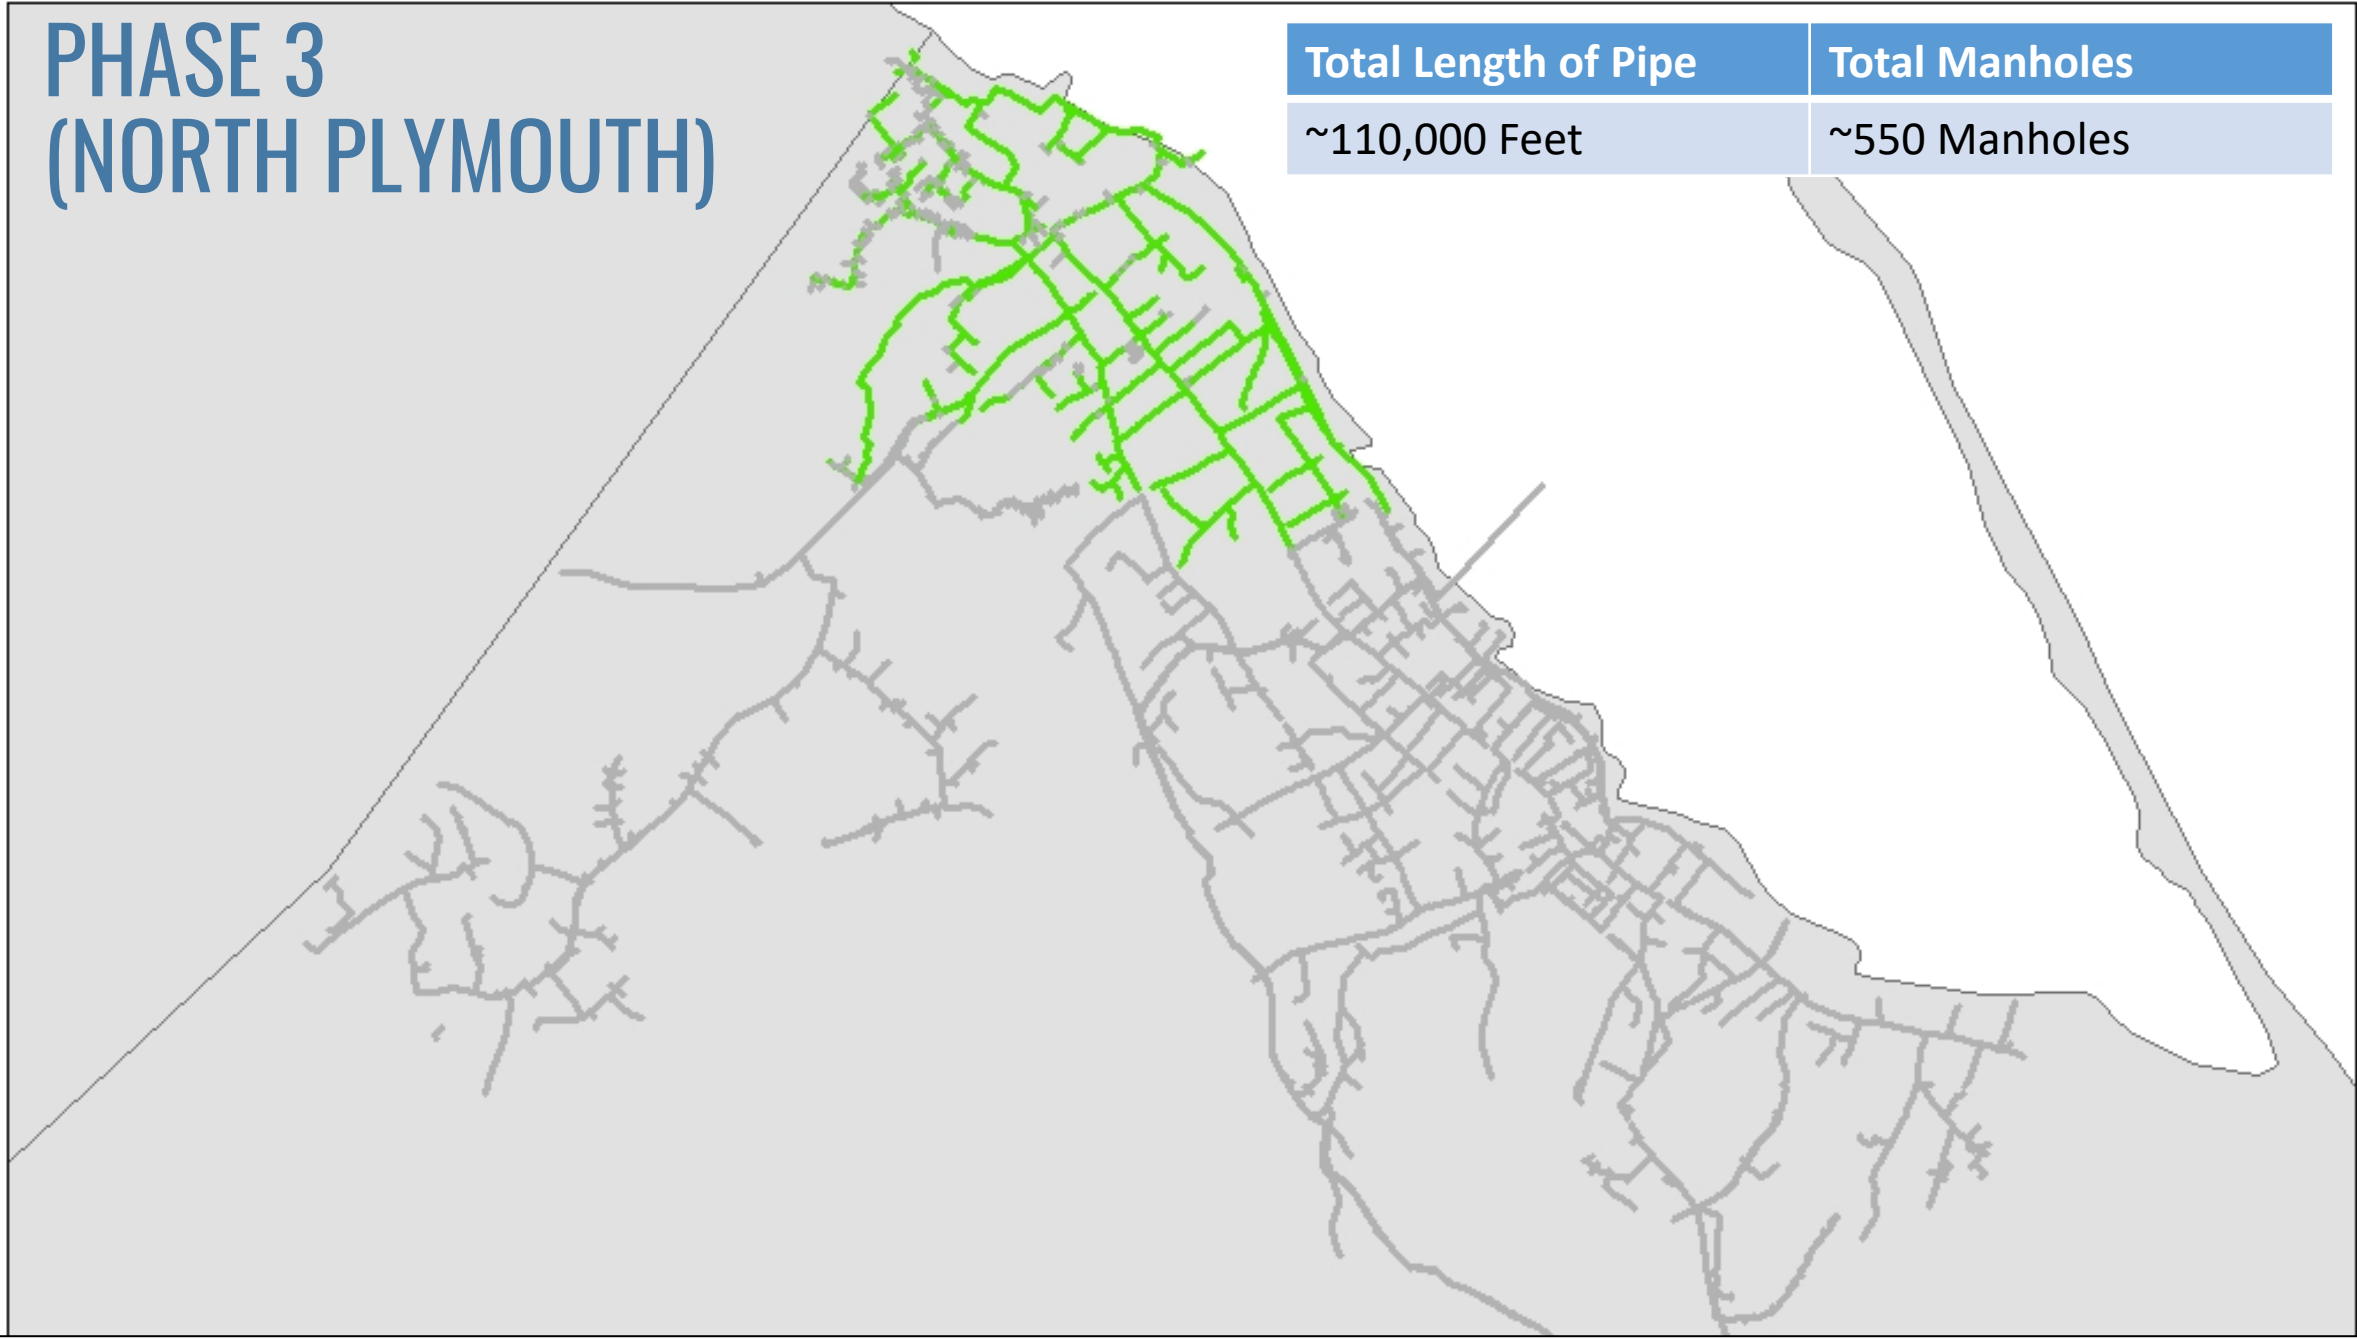 PHASE 3
(NORTH PLYMOUTH)
Total Length of Pipe
Total Manholes
~110,000 Feet
~550 Manholes